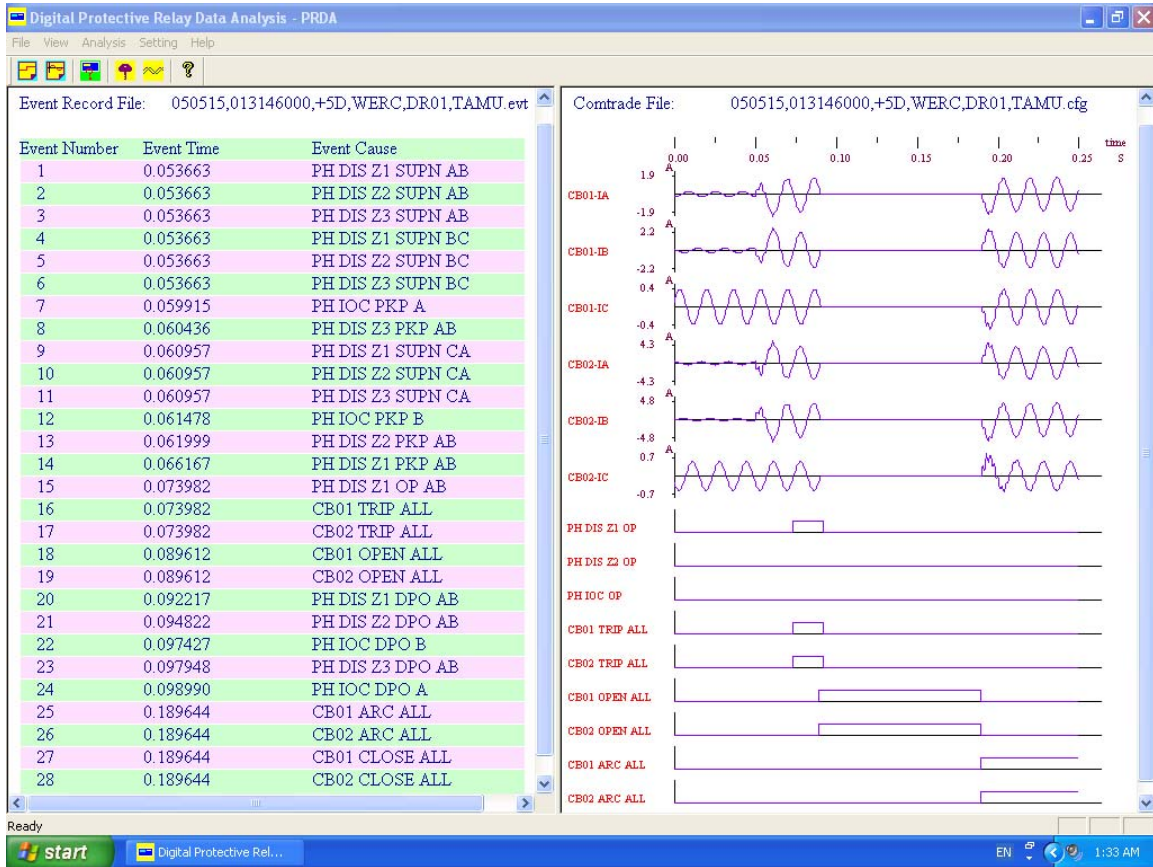 Digital Protective Relay Data Analysis - PRDA
File View Analysis Setting Help
Event Record File: 050515,013146000,+5D,WERC,DR01,TAMU.evt
Event Number Event Time Event Cause
1 0.053663 PH DIS Z1 SUPN AB
2 0.053663 PH DIS Z2 SUPN AB
3 0.053663 PH DIS Z3 SUPN AB
4 0.053663 PH DIS Z1 SUPN BC
5 0.053663 PH DIS Z2 SUPN BC
6 0.053663 PH DIS Z3 SUPN BC
7 0.059915 PH IOC PKP A
8 0.060436 PH DIS Z3 PKP AB
9 0.060957 PH DIS Z1 SUPN CA
10 0.060957 PH DIS Z2 SUPN CA
11 0.060957 PH DIS Z3 SUPN CA
12 0.061478 PH IOC PKP B
13 0.061999 PH DIS Z2 PKP AB
14 0.066167 PH DIS Z1 PKP AB
15 0.073982 PH DIS Z1 OP AB
16 0.073982 CB01 TRIP ALL
17 0.073982 CB02 TRIP ALL
18 0.089612 CB01 OPEN ALL
19 0.089612 CB02 OPEN ALL
20 0.092217 PH DIS Z1 DPO AB
21 0.094822 PH DIS Z2 DPO AB
22 0.097427 PH IOC DPO B
23 0.097948 PH DIS Z3 DPO AB
24 0.098990 PH IOC DPO A
25 0.189644 CB01 ARC ALL
26 0.189644 CB02 ARC ALL
27 0.189644 CB01 CLOSE ALL
28 0.189644 CB02 CLOSE ALL
Comtrade File: 050515,013146000,+5D,WERC,DR01,TAMU.cfg
time
0.00 0.05 0.10 0.15 0.20 0.25 S
A
1.9
CB01-IA
-1.9
A
2.2
CB01-IB
-2.2
A
0.4
CB01-IC
-0.4
A
4.3
CB02-IA
-4.3
A
4.8
CB02-IB
-4.8
A
0.7
CB02-IC
-0.7
PH DIS Z1 OP
PH DIS Z2 OP
PH IOC OP
CB01 TRIP ALL
CB02 TRIP ALL
CB01 OPEN ALL
CB02 OPEN ALL
CB01 ARC ALL
CB02 ARC ALL
Ready
start Digital Protective Rel... EN 1:33 AM